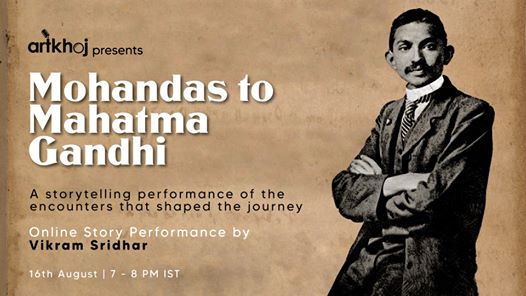 artkhoj presents
Mohandas to
Mahatma
Gandhi
A storytelling performance of the
encounters that shaped the journey
Online Story Performance by
Vikram Sridhar
16th August | 7 - 8 PM IST